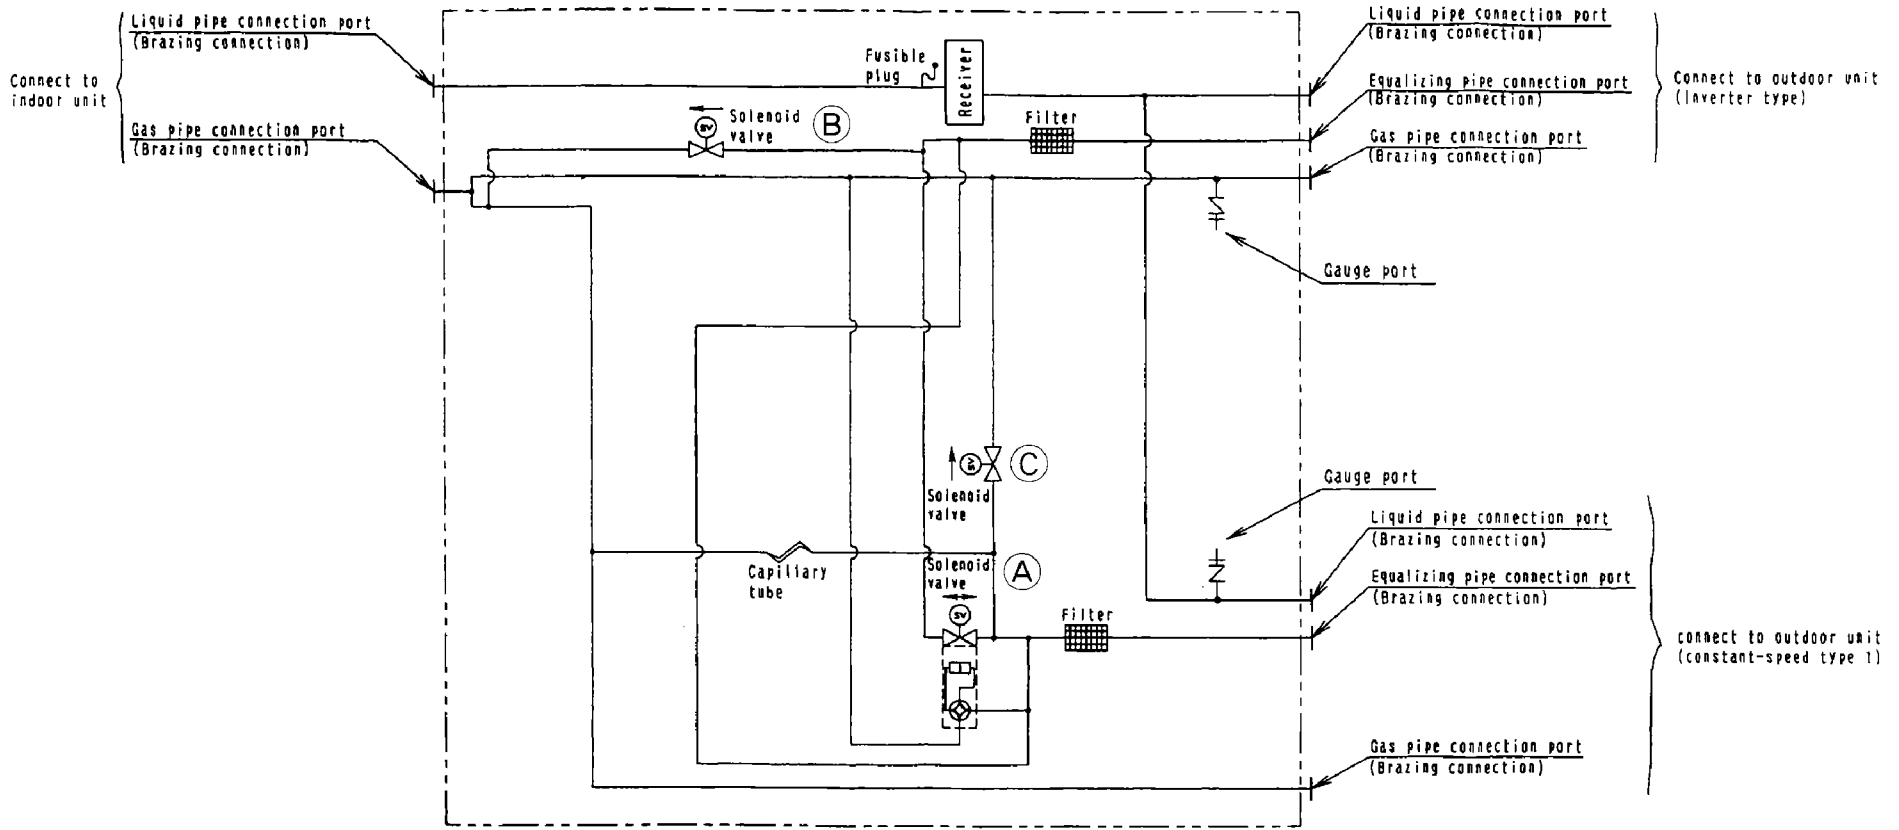 Liquid pipe connection port
(Brazing connection)
Connect to
indoor unit
Gas pipe connection port
(Brazing connection)
Fusible
plug
Receiver
SV
Solenoid
valve
B
Filter
Liquid pipe connection port
(Brazing connection)
Equalizing pipe connection port
(Brazing connection)
Gas pipe connection port
(Brazing connection)
Connect to outdoor unit
(Inverter type)
Gauge port
SV
C
Solenoid
valve
Capillary
tube
Solenoid
valve
A
SV
Filter
Gauge port
Liquid pipe connection port
(Brazing connection)
Equalizing pipe connection port
(Brazing connection)
connect to outdoor unit
(constant-speed type 1)
Gas pipe connection port
(Brazing connection)